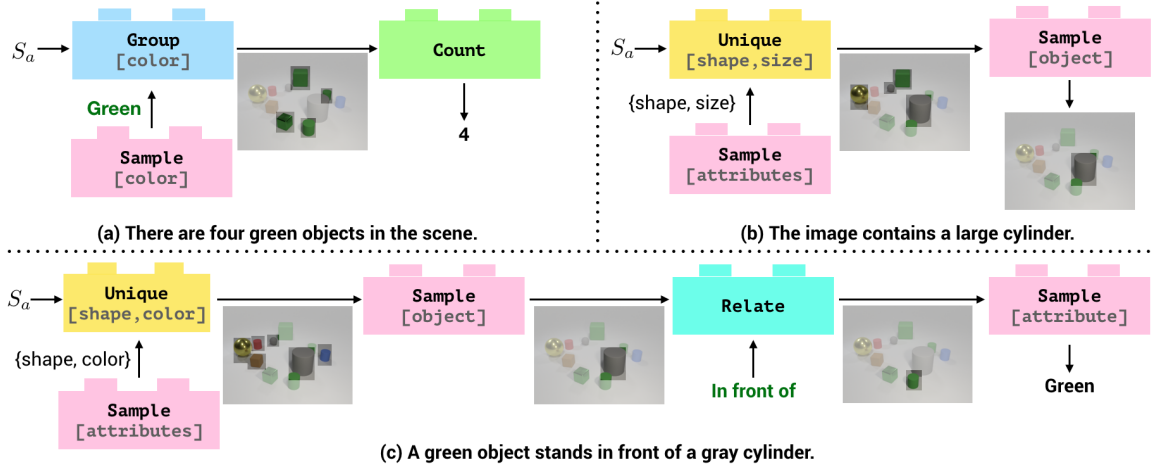 S_a
Group
[color]
Count
Green
4
Sample
[color]
(a) There are four green objects in the scene.
S_a
Unique
[shape,size]
Sample
[object]
{shape, size}
Sample
[attributes]
(b) The image contains a large cylinder.
S_a
Unique
[shape,color]
Sample
[object]
Relate
Sample
[attribute]
{shape, color}
In front of
Green
Sample
[attributes]
(c) A green object stands in front of a gray cylinder.